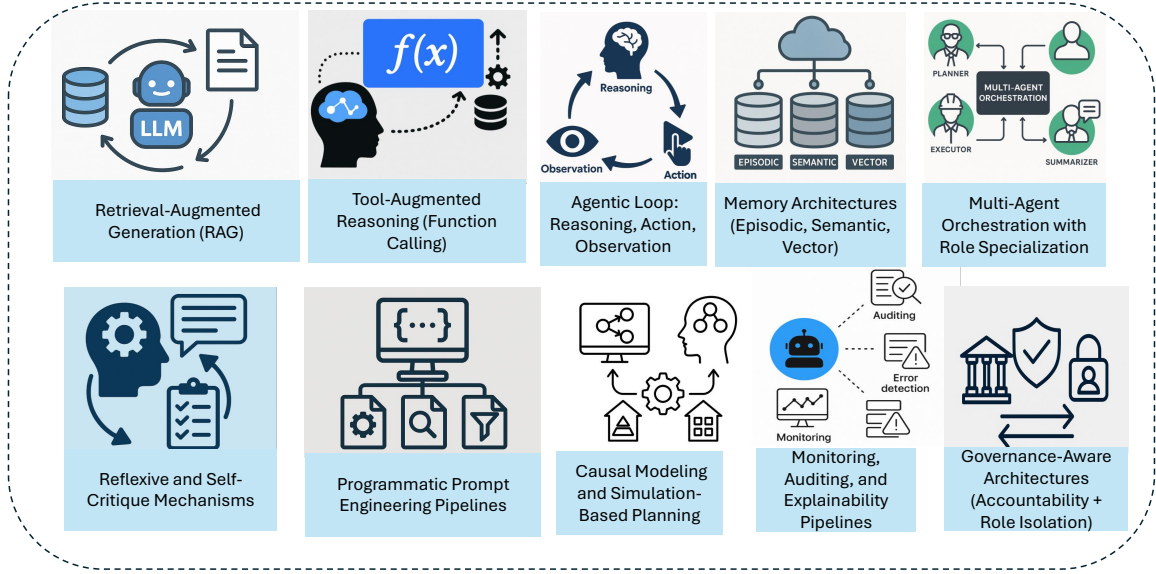 LLM
Retrieval-Augmented
Generation (RAG)
f(x)
Tool-Augmented
Reasoning (Function
Calling)
Reasoning
Observation
Action
Agentic Loop:
Reasoning, Action,
Observation
EPISODIC
SEMANTIC
VECTOR
Memory Architectures
(Episodic, Semantic,
Vector)
PLANNER
MULTI-AGENT
ORCHESTRATION
EXECUTOR
SUMMARIZER
Multi-Agent
Orchestration with
Role Specialization
Reflexive and Self-
Critique Mechanisms
{...}
Programmatic Prompt
Engineering Pipelines
Causal Modeling
and Simulation-
Based Planning
Auditing
Error
detection
Monitoring
Monitoring,
Auditing, and
Explainability
Pipelines
Governance-Aware
Architectures
(Accountability +
Role Isolation)